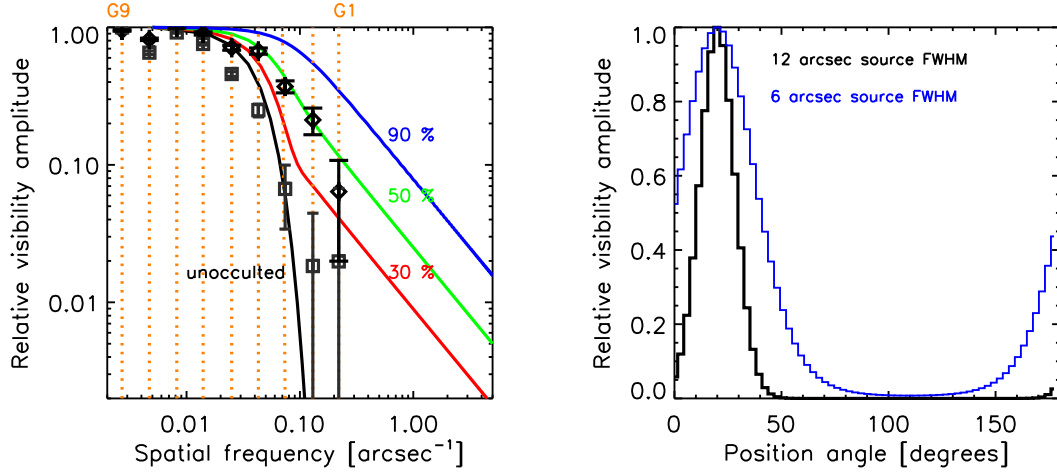 G9 G1
1.00
0.10
0.01
Relative visibility amplitude
90 %
50 %
30 %
unocculted
0.01 0.10 1.00
Spatial frequency [arcsec⁻¹]
1.0
0.8
0.6
0.4
0.2
0.0
Relative visibility amplitude
12 arcsec source FWHM
6 arcsec source FWHM
0 50 100 150
Position angle [degrees]